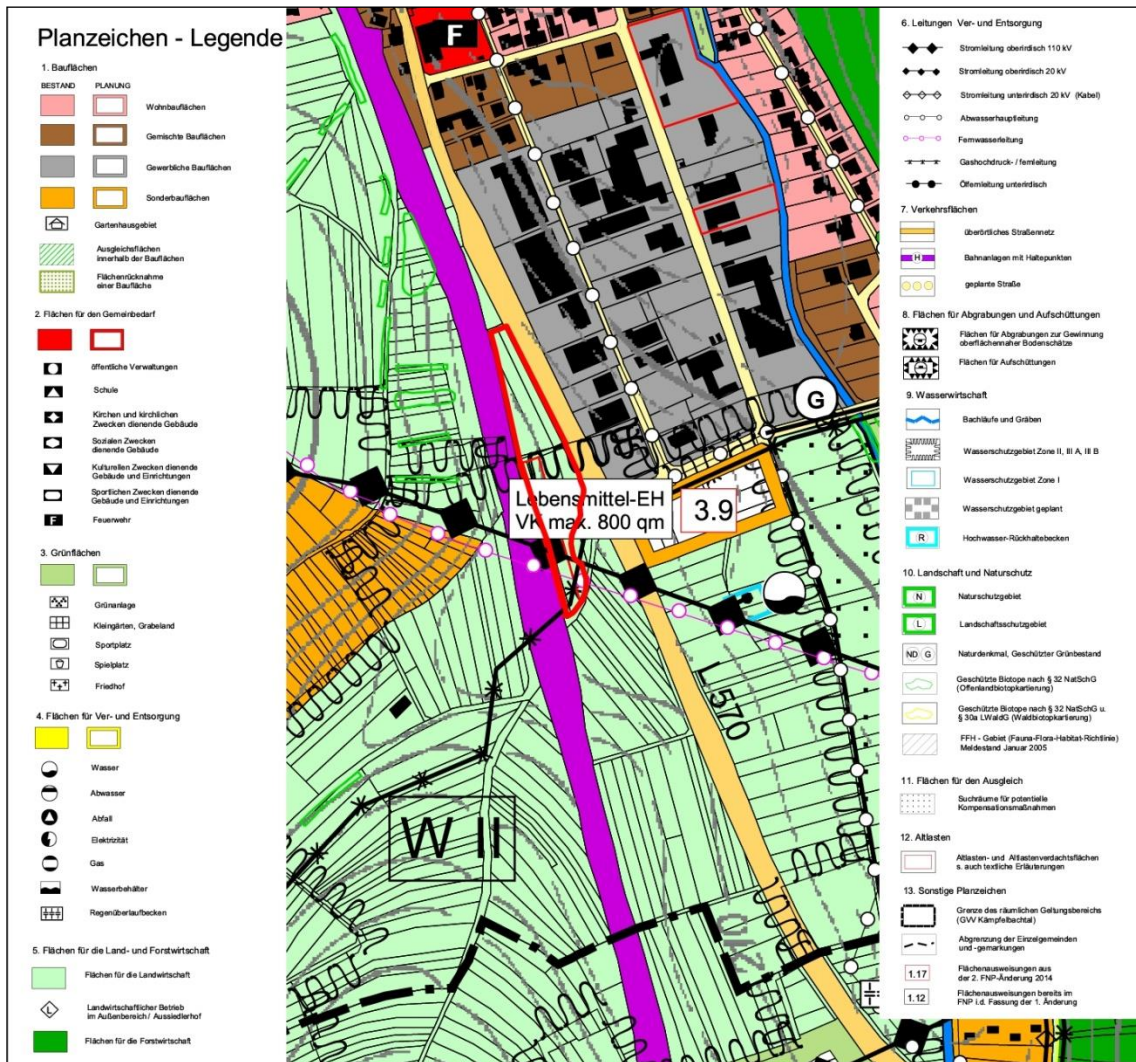 Planzeichen - Legende
1. Bauflächen
BESTAND PLANUNG
Wohnbauflächen
Gemischte Bauflächen
Gewerbliche Bauflächen
Sonderbauflächen
Gartenhausgebiet
Ausgleichsflächen
innerhalb der Bauflächen
Flächenrücknahme
einer Baufläche
2. Flächen für den Gemeinbedarf
öffentliche Verwaltungen
Schule
Kirchen und kirchlichen
Zwecken dienende Gebäude
Sozialen Zwecken
dienende Gebäude
Kulturellen Zwecken dienende
Gebäude und Einrichtungen
Sportlichen Zwecken dienende
Gebäude und Einrichtungen
F Feuerwehr
3. Grünflächen
Grünanlage
Kleingärten, Grabeland
Sportplatz
Spielplatz
Friedhof
4. Flächen für Ver- und Entsorgung
Wasser
Abwasser
Abfall
Elektrizität
Gas
Wasserbehälter
Regenüberlaufbecken
5. Flächen für die Land- und Forstwirtschaft
Flächen für die Landwirtschaft
L Landwirtschaftlicher Betrieb
im Außenbereich / Aussiedlerhof
Flächen für die Forstwirtschaft
F
G
Lebensmittel-EH
VK max. 800 qm
3.9
L 570
W II
6. Leitungen Ver- und Entsorgung
Stromleitung oberirdisch 110 kV
Stromleitung oberirdisch 20 kV
Stromleitung unterirdisch 20 kV (Kabel)
Abwasserhauptleitung
Fernwasserleitung
Gashochdruck- / fernleitung
Ölfernleitung unterirdisch
7. Verkehrsflächen
überörtliches Straßennetz
H Bahnanlagen mit Haltepunkten
geplante Straße
8. Flächen für Abgrabungen und Aufschüttungen
Flächen für Abgrabungen zur Gewinnung
oberflächennaher Bodenschätze
Flächen für Aufschüttungen
9. Wasserwirtschaft
Bachläufe und Gräben
Wasserschutzgebiet Zone II, III A, III B
Wasserschutzgebiet Zone I
Wasserschutzgebiet geplant
R Hochwasser-Rückhaltebecken
10. Landschaft und Naturschutz
N Naturschutzgebiet
L Landschaftsschutzgebiet
ND G Naturdenkmal, Geschützter Grünbestand
Geschützte Biotope nach § 32 NatSchG
(Offenlandbiotopkartierung)
Geschützte Biotope nach § 32 NatSchG u.
§ 30a LWaldG (Waldbiotopkartierung)
FFH - Gebiet (Fauna-Flora-Habitat-Richtlinie)
Meldestand Januar 2005
11. Flächen für den Ausgleich
Suchräume für potentielle
Kompensationsmaßnahmen
12. Altlasten
Altlasten- und Altlastenverdachtsflächen
s. auch textliche Erläuterungen
13. Sonstige Planzeichen
Grenze des räumlichen Geltungsbereichs
(GVV Kämpfelbachtal)
Abgrenzung der Einzelgemeinden
und -gemarkungen
1.17 Flächenausweisungen aus
der 2. FNP-Änderung 2014
1.12 Flächenausweisungen bereits im
FNP i.d. Fassung der 1. Änderung